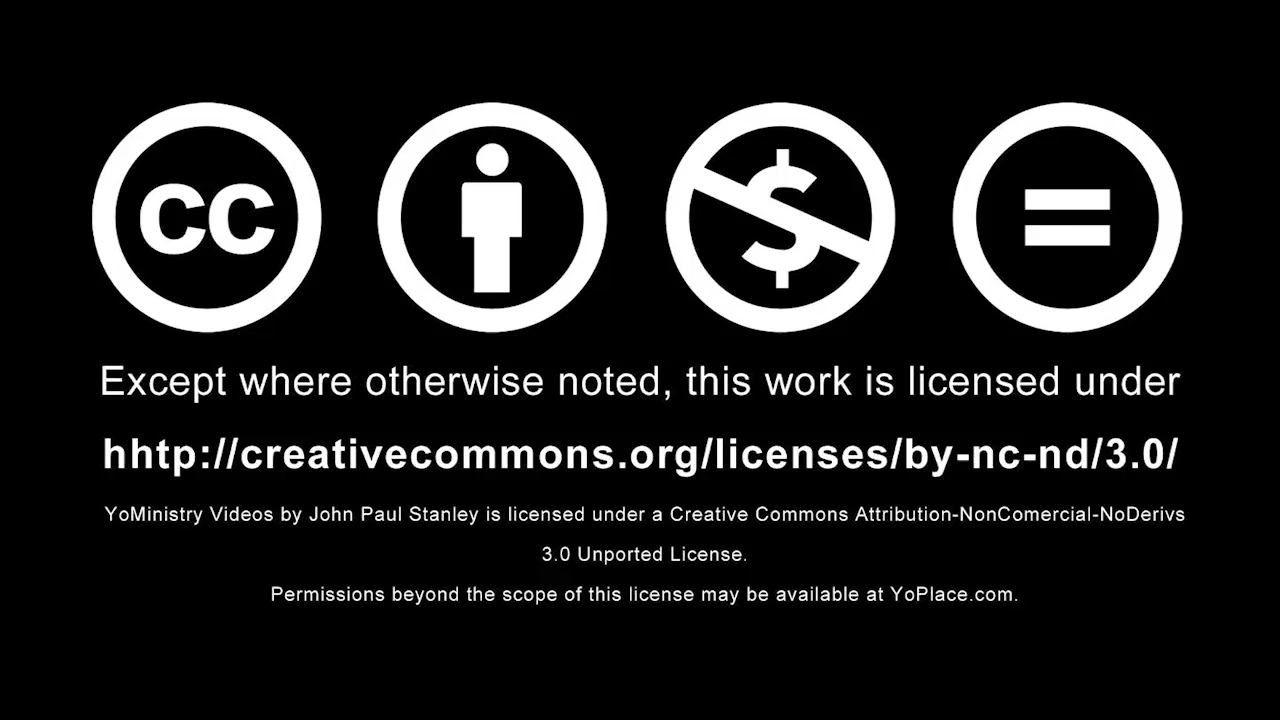 cc
$
=
Except where otherwise noted, this work is licensed under
hhtp://creativecommons.org/licenses/by-nc-nd/3.0/
YoMinistry Videos by John Paul Stanley is licensed under a Creative Commons Attribution-NonComercial-NoDerivs
3.0 Unported License.
Permissions beyond the scope of this license may be available at YoPlace.com.